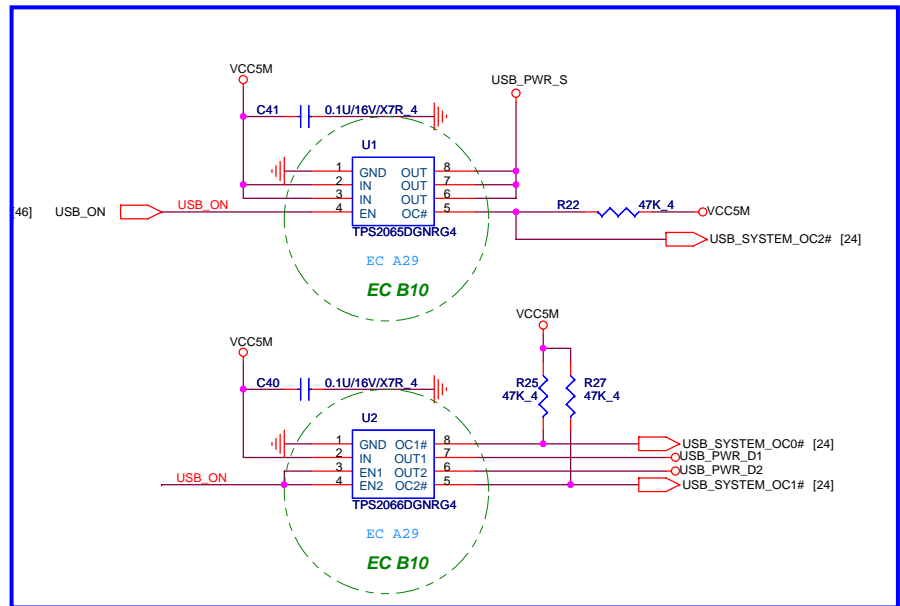 VCC5M
USB_PWR_S
C41 0.1U/16V/X7R_4
U1
1 GND OUT 8
2 IN OUT 7
3 IN OUT 6
4 EN OC# 5
TPS2065DGNRG4
46] USB_ON USB_ON
R22 47K_4 VCC5M
USB_SYSTEM_OC2# [24]
EC A29
EC B10
VCC5M
VCC5M
C40 0.1U/16V/X7R_4
R25 47K_4
R27 47K_4
U2
1 GND OC1# 8
2 IN OUT1 7
3 EN1 OUT2 6
4 EN2 OC2# 5
TPS2066DGNRG4
USB_ON
USB_SYSTEM_OC0# [24]
USB_PWR_D1
USB_PWR_D2
USB_SYSTEM_OC1# [24]
EC A29
EC B10